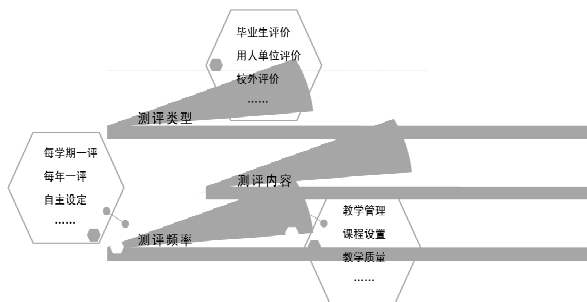 毕业生评价
用人单位评价
校外评价
……
测评类型
每学期一评
每年一评
自主设定
……
测评内容
测评频率
教学管理
课程设置
教学质量
……